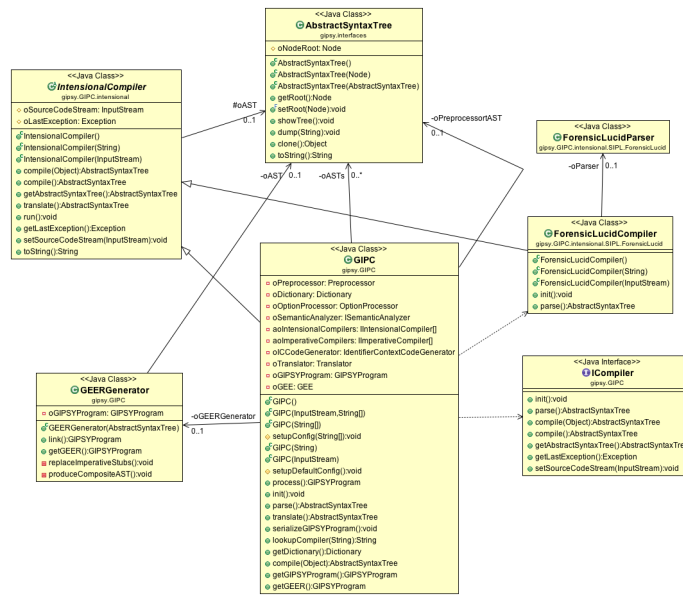 <<Java Class>>
AbstractSyntaxTree
gipsy.interfaces
oNodeRoot: Node
AbstractSyntaxTree()
AbstractSyntaxTree(Node)
AbstractSyntaxTree(AbstractSyntaxTree)
getRoot():Node
setRoot(Node):void
showTree():void
dump(String):void
clone():Object
toString():String
<<Java Class>>
IntensionalCompiler
gipsy.GIPC.intensional
oSourceCodeStream: InputStream
oLastException: Exception
IntensionalCompiler()
IntensionalCompiler(String)
IntensionalCompiler(InputStream)
compile(Object):AbstractSyntaxTree
compile():AbstractSyntaxTree
getAbstractSyntaxTree():AbstractSyntaxTree
translate():AbstractSyntaxTree
run():void
getLastException():Exception
setSourceCodeStream(InputStream):void
toString():String
#oAST
0..1
-oPreprocessortAST
0..1
-oAST 0..1
-oASTs 0..*
<<Java Class>>
ForensicLucidParser
gipsy.GIPC.intensional.SIPL.ForensicLucid
-oParser 0..1
<<Java Class>>
ForensicLucidCompiler
gipsy.GIPC.intensional.SIPL.ForensicLucid
ForensicLucidCompiler()
ForensicLucidCompiler(String)
ForensicLucidCompiler(InputStream)
init():void
parse():AbstractSyntaxTree
<<Java Class>>
GIPC
gipsy.GIPC
oPreprocessor: Preprocessor
oDictionary: Dictionary
oOptionProcessor: OptionProcessor
oSemanticAnalyzer: ISemanticAnalyzer
aoIntensionalCompilers: IIntensionalCompiler[]
aoImperativeCompilers: IImperativeCompiler[]
oICCodeGenerator: IdentifierContextCodeGenerator
oTranslator: Translator
oGIPSYProgram: GIPSYProgram
oGEE: GEE
GIPC()
GIPC(InputStream,String[])
GIPC(String[])
setupConfig(String[]):void
GIPC(String)
GIPC(InputStream)
setupDefaultConfig():void
process():GIPSYProgram
init():void
parse():AbstractSyntaxTree
translate():AbstractSyntaxTree
serializeGIPSYProgram():void
lookupCompiler(String):String
getDictionary():Dictionary
compile(Object):AbstractSyntaxTree
getGIPSYProgram():GIPSYProgram
getGEER():GIPSYProgram
<<Java Class>>
GEERGenerator
gipsy.GIPC
oGIPSYProgram: GIPSYProgram
GEERGenerator(AbstractSyntaxTree)
link():GIPSYProgram
getGEER():GIPSYProgram
replaceImperativeStubs():void
produceCompositeAST():void
-oGEERGenerator
0..1
<<Java Interface>>
ICompiler
gipsy.GIPC
init():void
parse():AbstractSyntaxTree
compile(Object):AbstractSyntaxTree
compile():AbstractSyntaxTree
getAbstractSyntaxTree():AbstractSyntaxTre
getLastException():Exception
setSourceCodeStream(InputStream):void